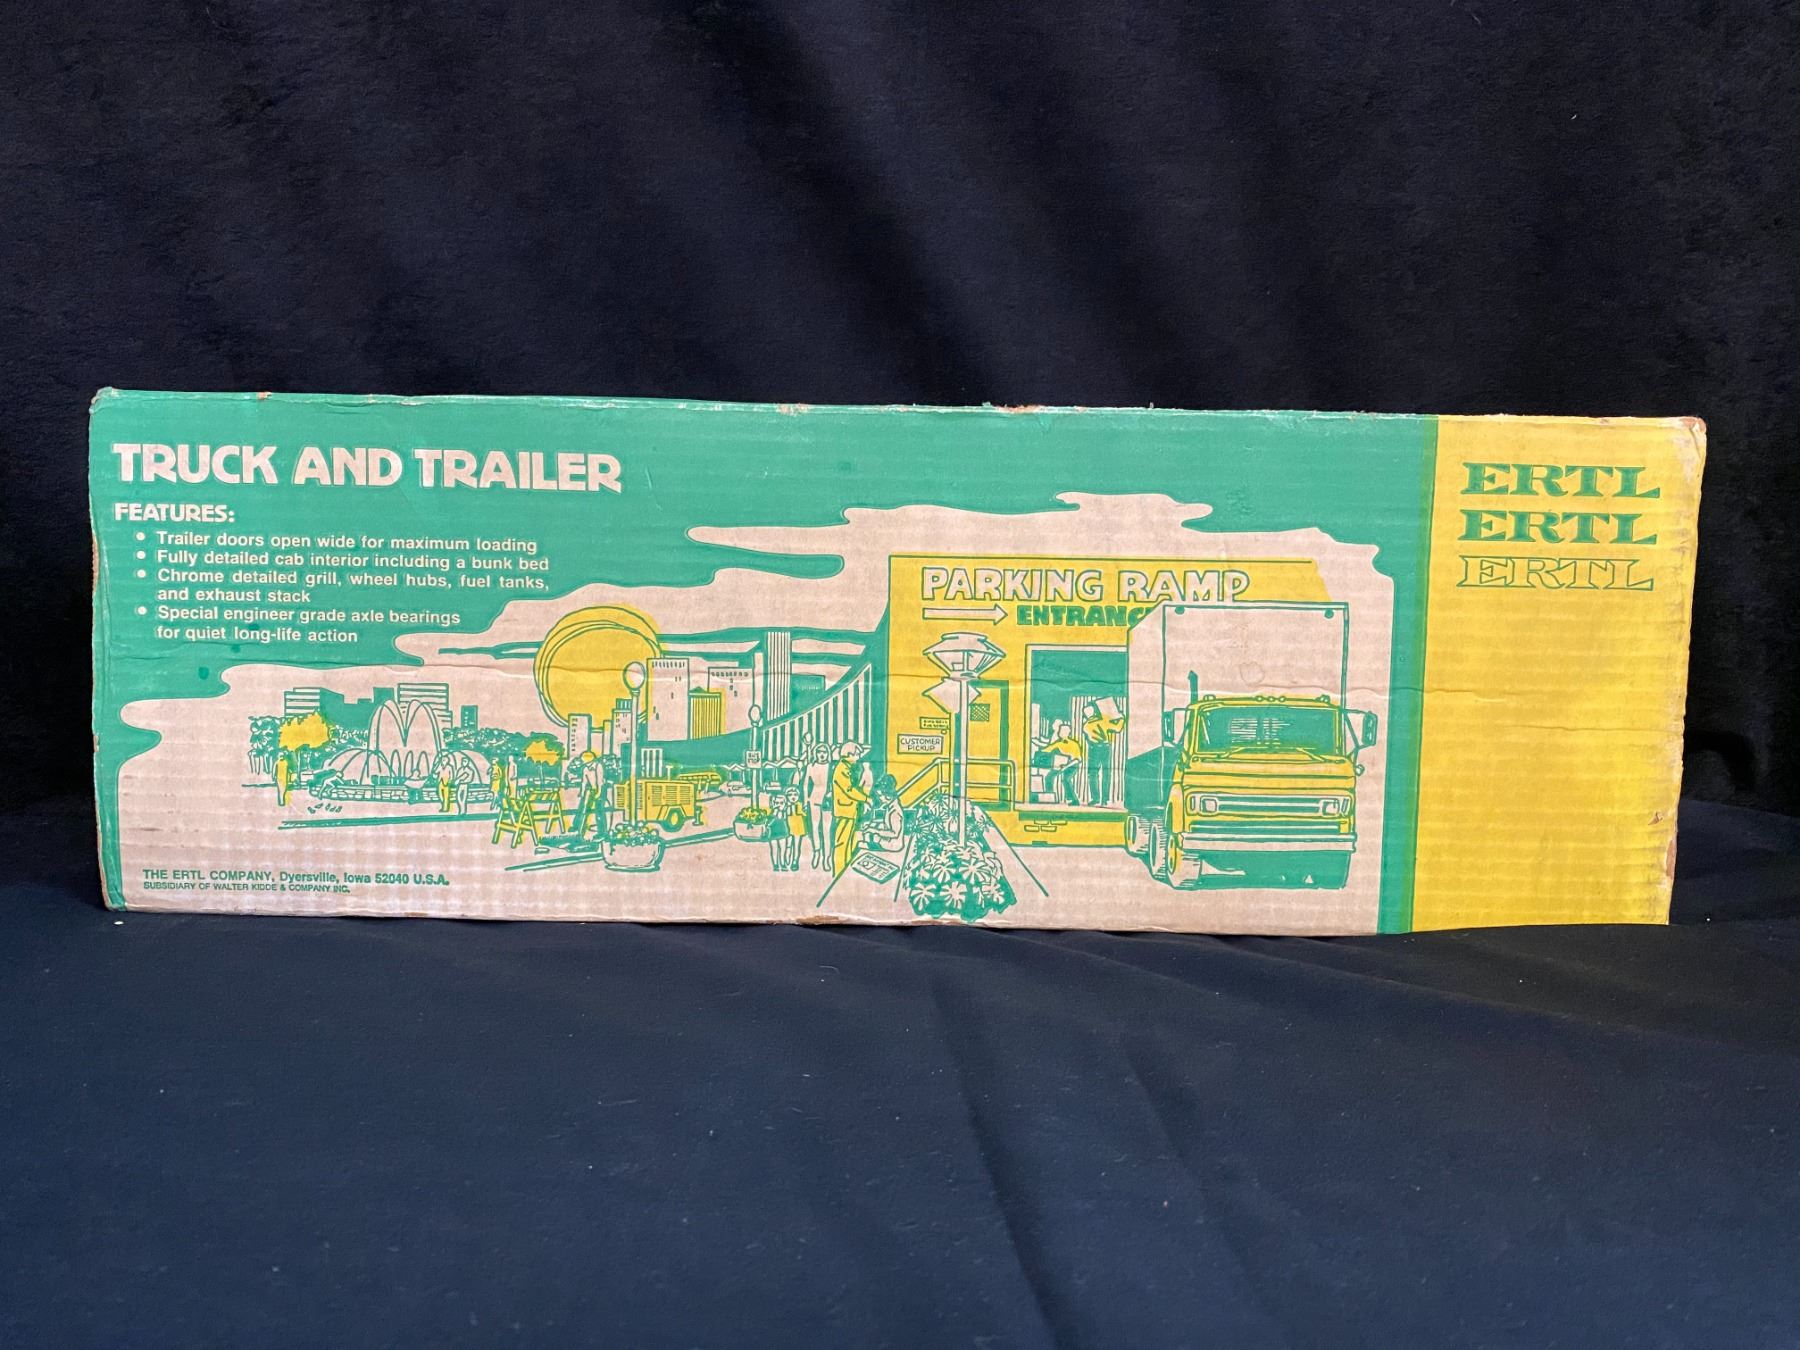 TRUCK AND TRAILER
FEATURES:
• Trailer doors open wide for maximum loading
• Fully detailed cab interior including a bunk bed
• Chrome detailed grill, wheel hubs, fuel tanks,
and exhaust stack
• Special engineer grade axle bearings
for quiet long-life action
PARKING RAMP
ENTRANC
CUSTOMER
PICKUP
THE ERTL COMPANY, Dyersville, Iowa 52040 U.S.A.
SUBSIDIARY OF WALTER KIDDE & COMPANY INC.
ERTL
ERTL
ERTL